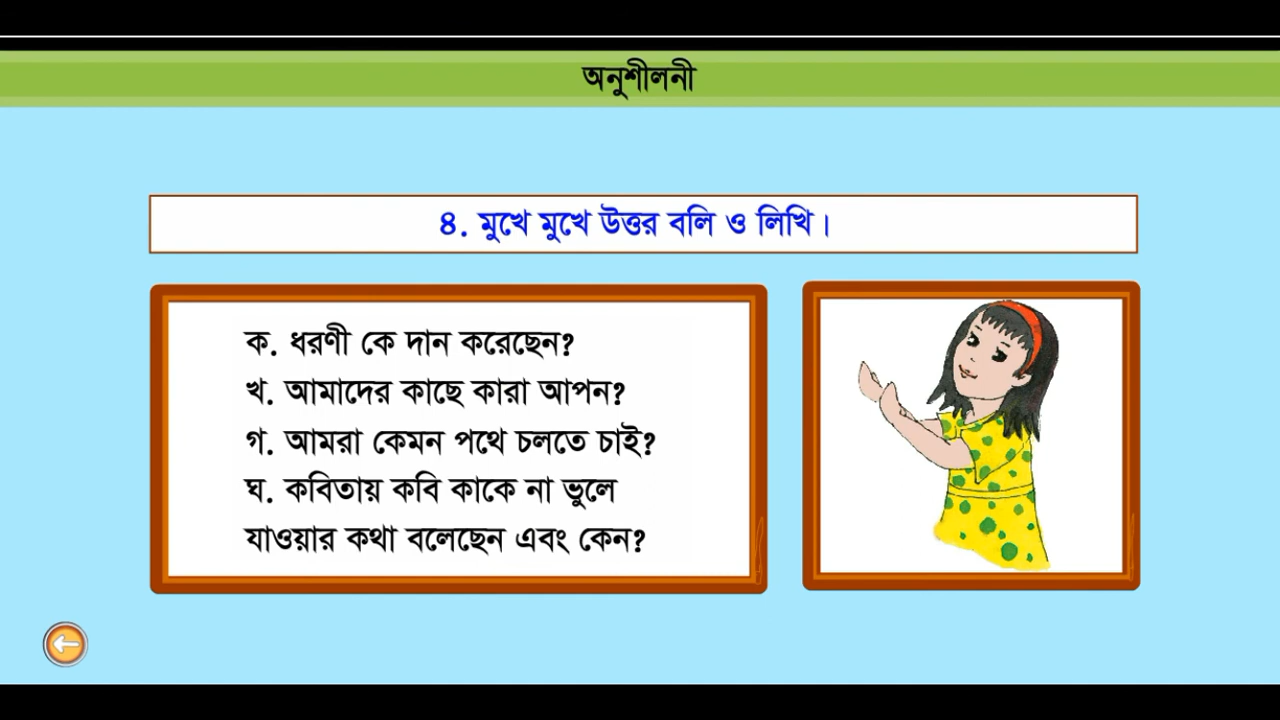 অনুশীলনী
৪. মুখে মুখে উত্তর বলি ও লিখি।
ক. ধরণী কে দান করেছেন?
খ. আমাদের কাছে কারা আপন?
গ. আমরা কেমন পথে চলতে চাই?
ঘ. কবিতায় কবি কাকে না ভুলে
যাওয়ার কথা বলেছেন এবং কেন?